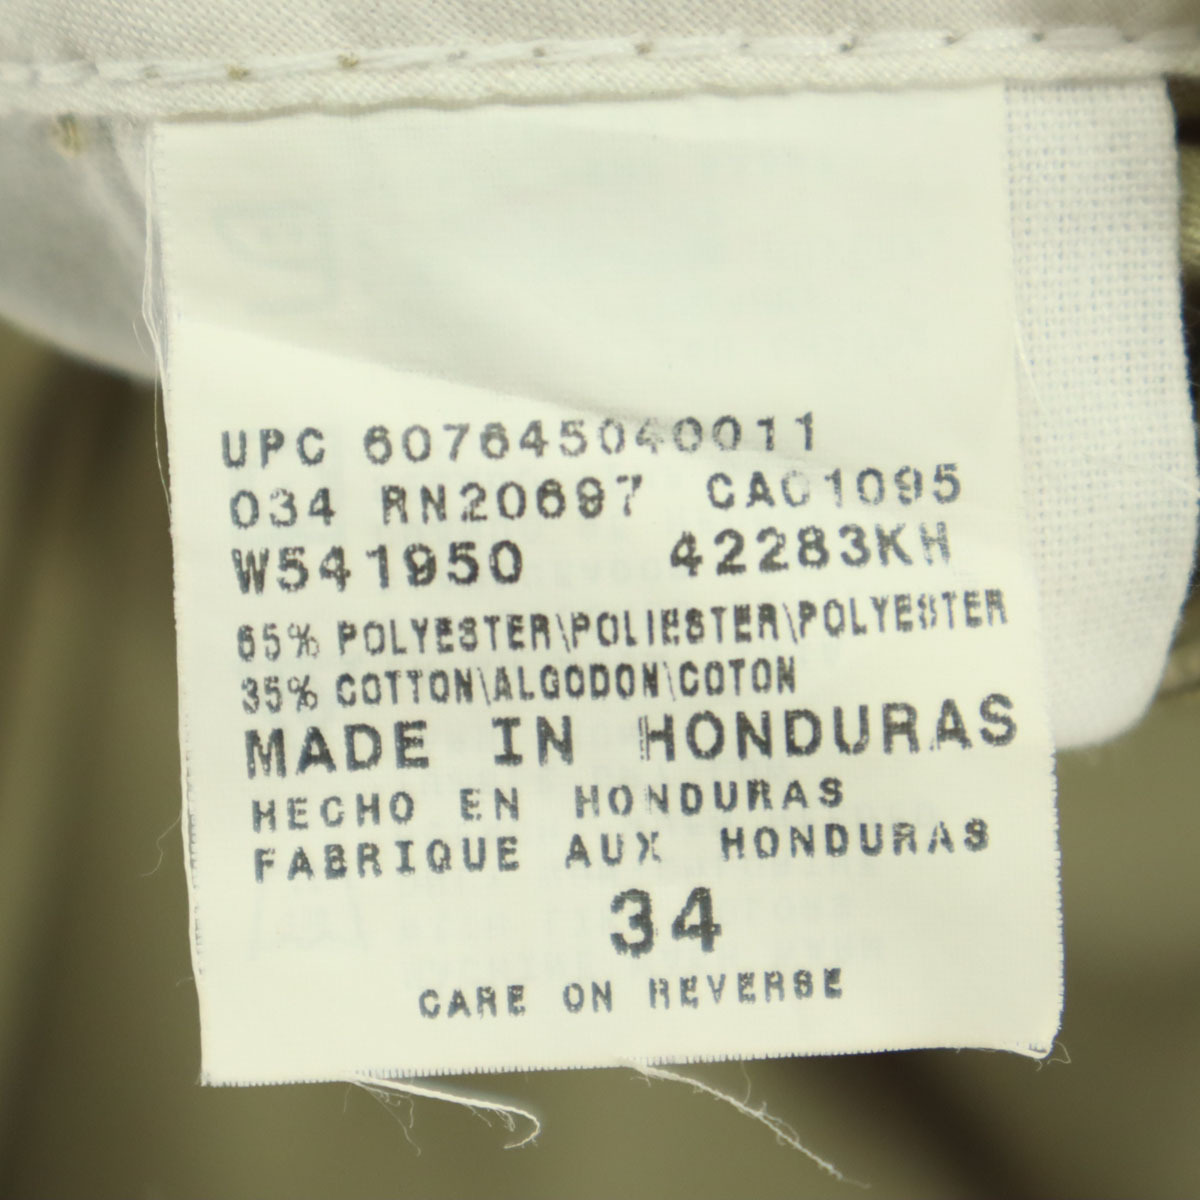 UPC 607645040011
034 RN20697 CA01095
W541950 42283KH
65% POLYESTER\POLIESTER\POLYESTER
35% COTTON\ALGODON\COTON
MADE IN HONDURAS
HECHO EN HONDURAS
FABRIQUE AUX HONDURAS
34
CARE ON REVERSE